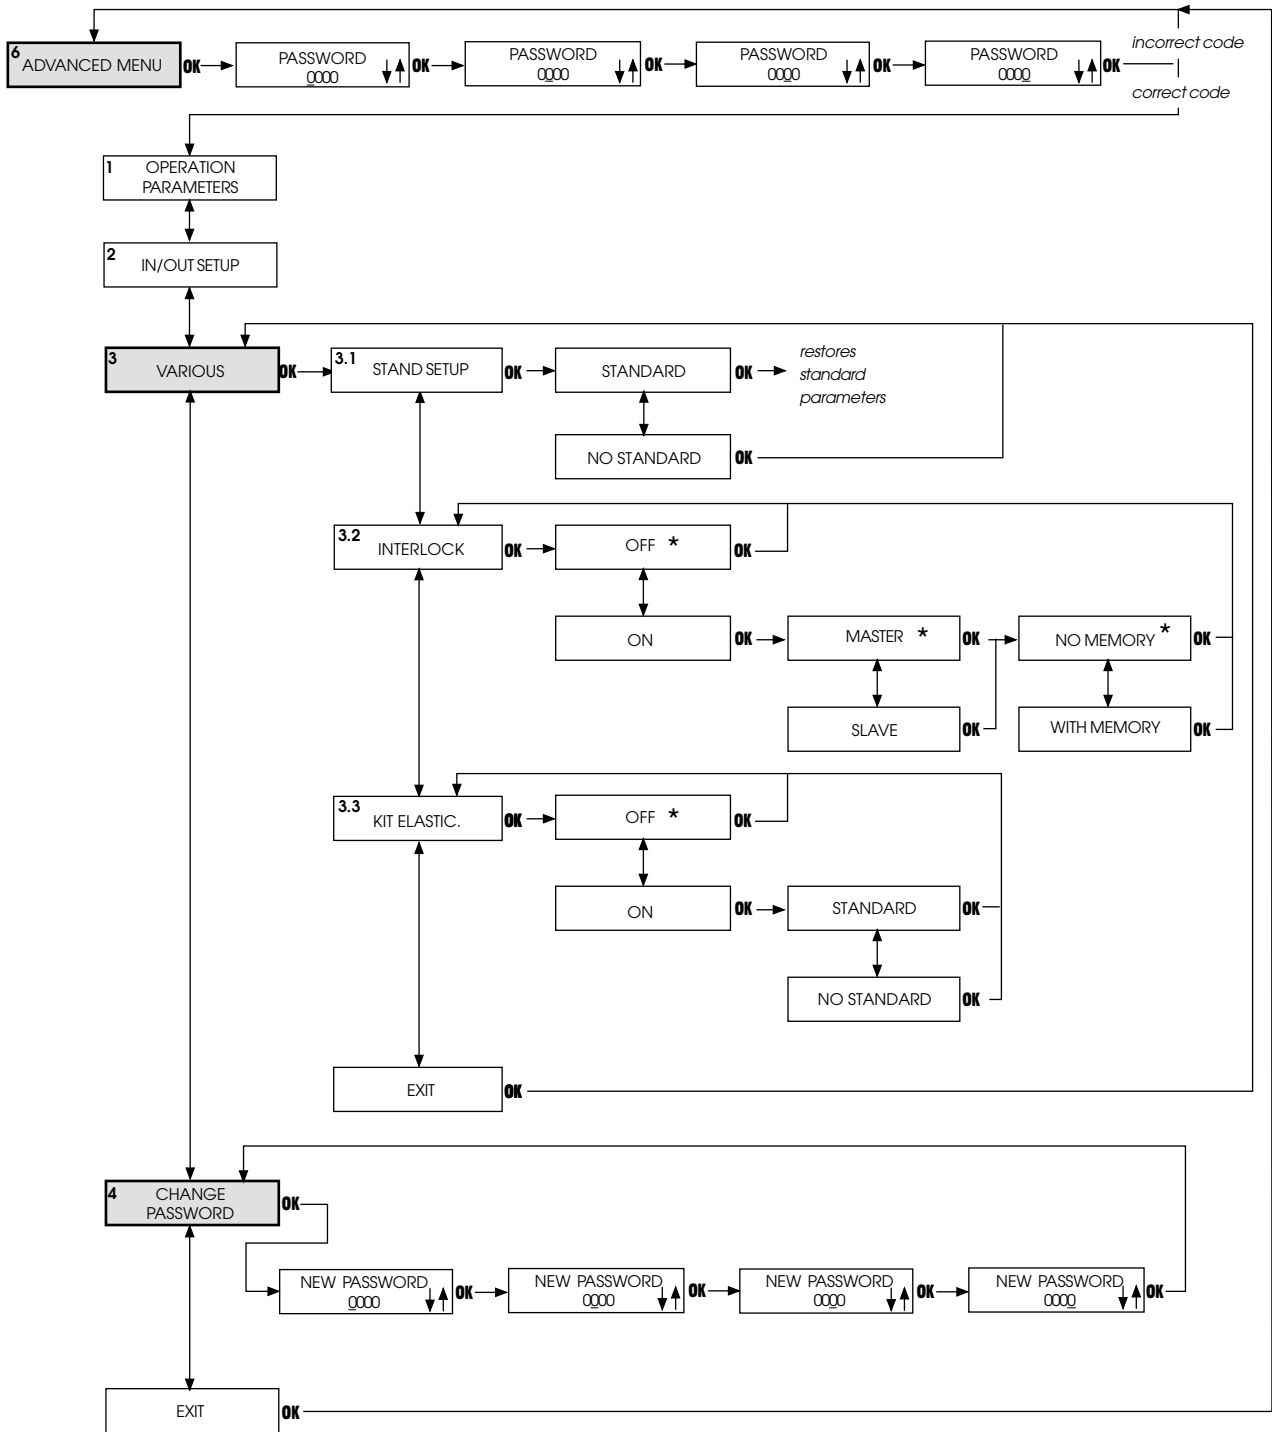 6
ADVANCED MENU OK
PASSWORD
0000 OK
PASSWORD
0000 OK
PASSWORD
0000 OK
PASSWORD
0000 OK
incorrect code
correct code
1 OPERATION
PARAMETERS
2
IN/OUT SETUP
3
VARIOUS OK
3.1
STAND SETUP OK
STANDARD OK
restores
standard
parameters
NO STANDARD OK
3.2
INTERLOCK OK
OFF * OK
ON OK
MASTER * OK
NO MEMORY * OK
SLAVE OK
WITH MEMORY OK
3.3
KIT ELASTIC. OK
OFF * OK
ON OK
STANDARD OK
NO STANDARD OK
EXIT OK
4 CHANGE
PASSWORD OK
NEW PASSWORD
0000 OK
NEW PASSWORD
0000 OK
NEW PASSWORD
0000 OK
NEW PASSWORD
0000 OK
EXIT OK